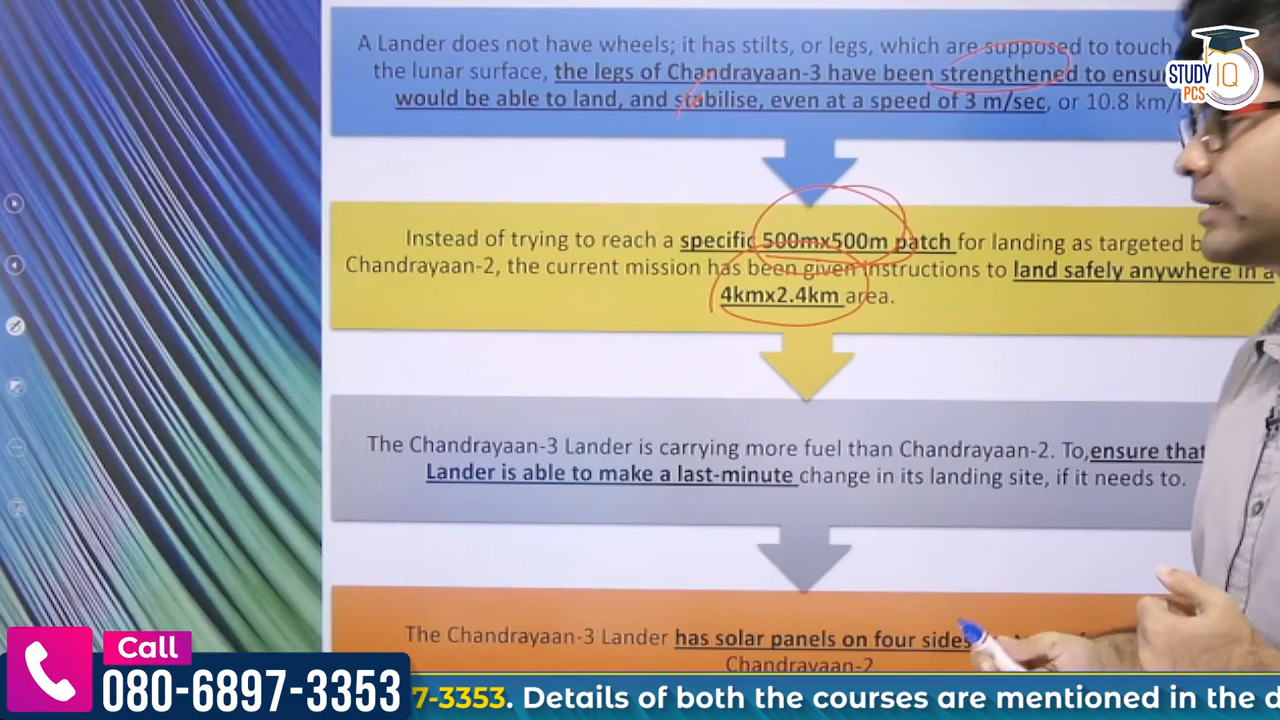 A Lander does not have wheels; it has stilts, or legs, which are supposed to touch
the lunar surface, the legs of Chandrayaan-3 have been strengthened to ensu
would be able to land, and stabilise, even at a speed of 3 m/sec, or 10.8 km/
STUDY IQ
PCS
Instead of trying to reach a specific 500mx500m patch for landing as targeted b
Chandrayaan-2, the current mission has been given instructions to land safely anywhere in a
4kmx2.4km area.
The Chandrayaan-3 Lander is carrying more fuel than Chandrayaan-2. To,ensure that
Lander is able to make a last-minute change in its landing site, if it needs to.
The Chandrayaan-3 Lander has solar panels on four sides
Chandrayaan-2
Call
080-6897-3353
7-3353. Details of both the courses are mentioned in the d